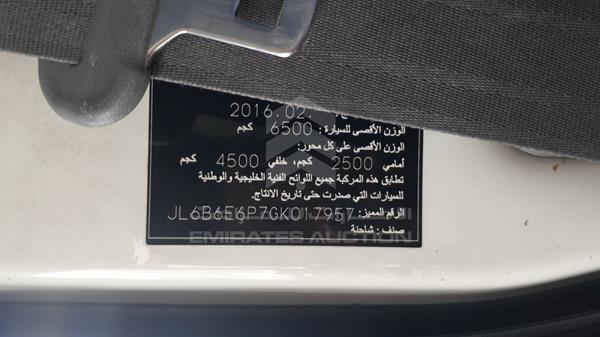 2016.02.
الوزن الأقصى للسيارة : 6500 كجم
الوزن الأقصى على كل محور:
أمامي 2500 كجم، خلفي 4500 كجم
تطابق هذه المركبة جميع اللوائح الفنية الخليجية والوطنية
للسيارات التي صدرت حتى تاريخ الانتاج.
الرقم المميز: JL6B6E6P7GK017957
صنف : شاحنة
EMIRATES AUCTION